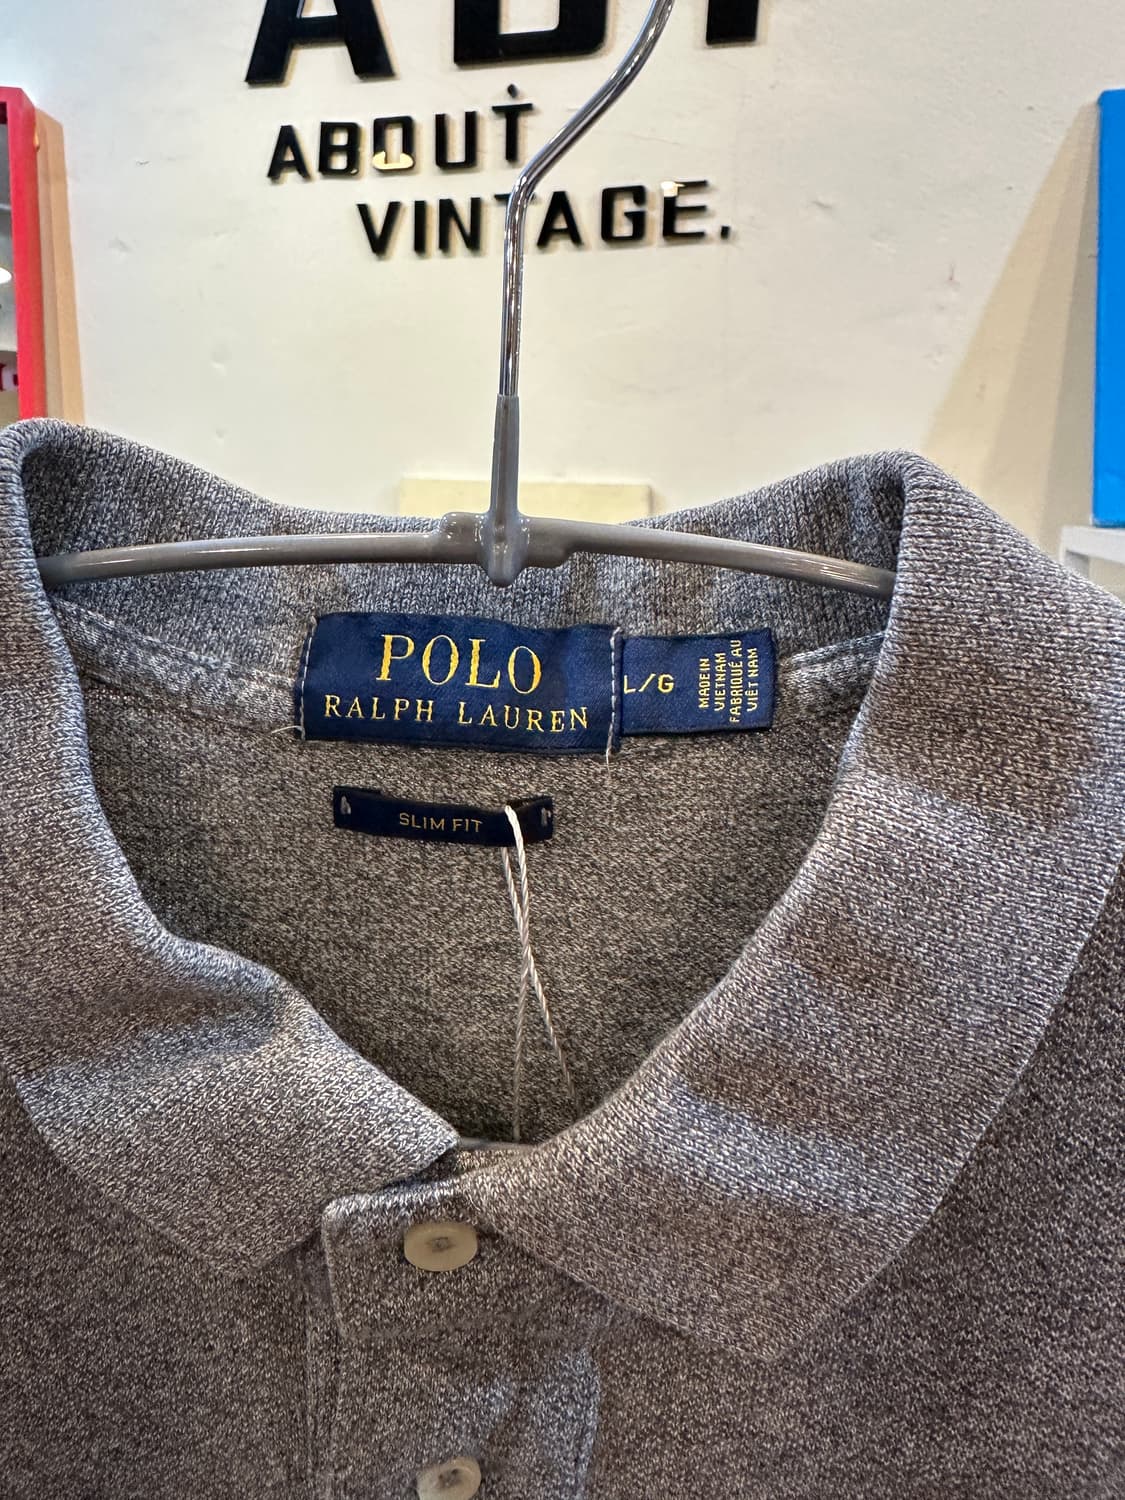 ABOUT
VINTAGE.
POLO
RALPH LAUREN
L/G
MADE IN
VIETNAM
FABRIQUÉ AU
VIÊT NAM
SLIM FIT